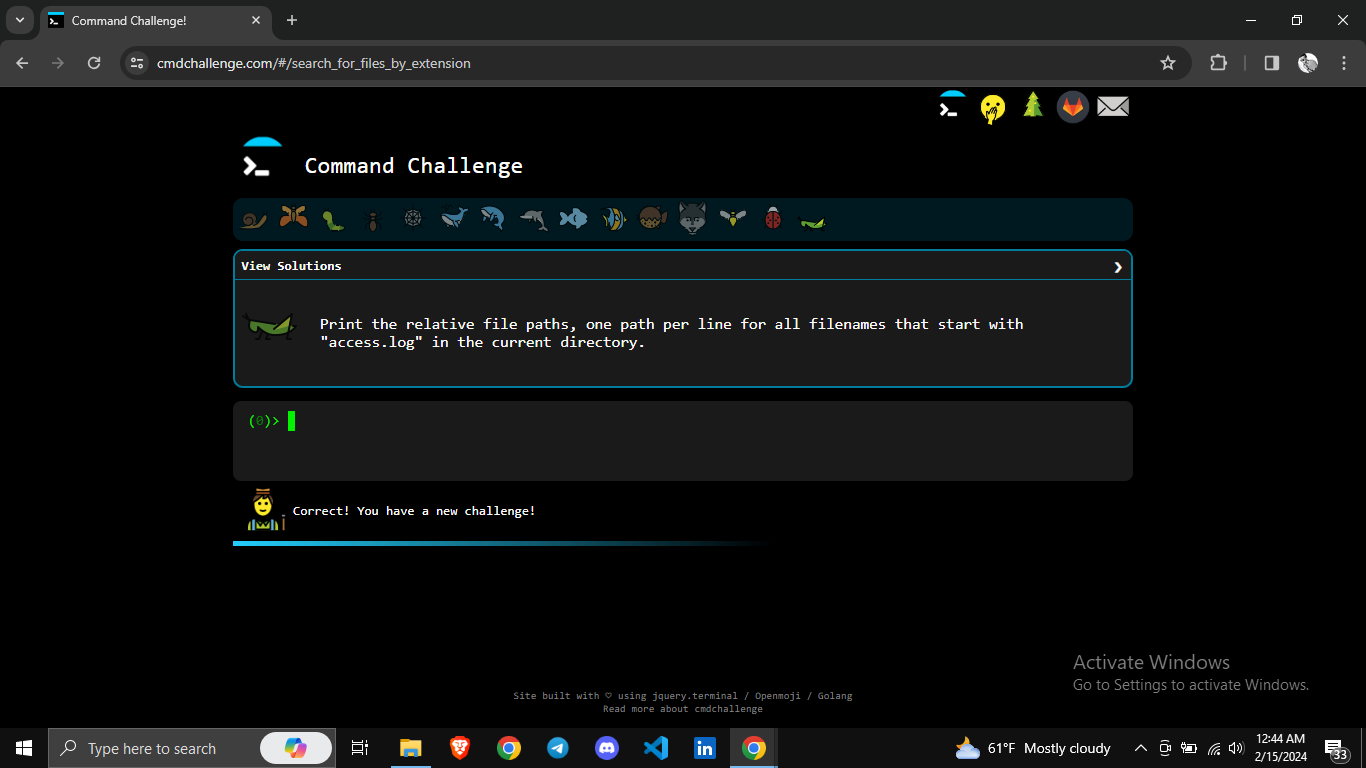 Command Challenge!
cmdchallenge.com/#/search_for_files_by_extension
Command Challenge
View Solutions
Print the relative file paths, one path per line for all filenames that start with
"access.log" in the current directory.
(0)>
Correct! You have a new challenge!
Activate Windows
Go to Settings to activate Windows.
Site built with ♡ using jquery.terminal / Openmoji / Golang
Read more about cmdchallenge
Type here to search
61°F Mostly cloudy
12:44 AM
2/15/2024
33